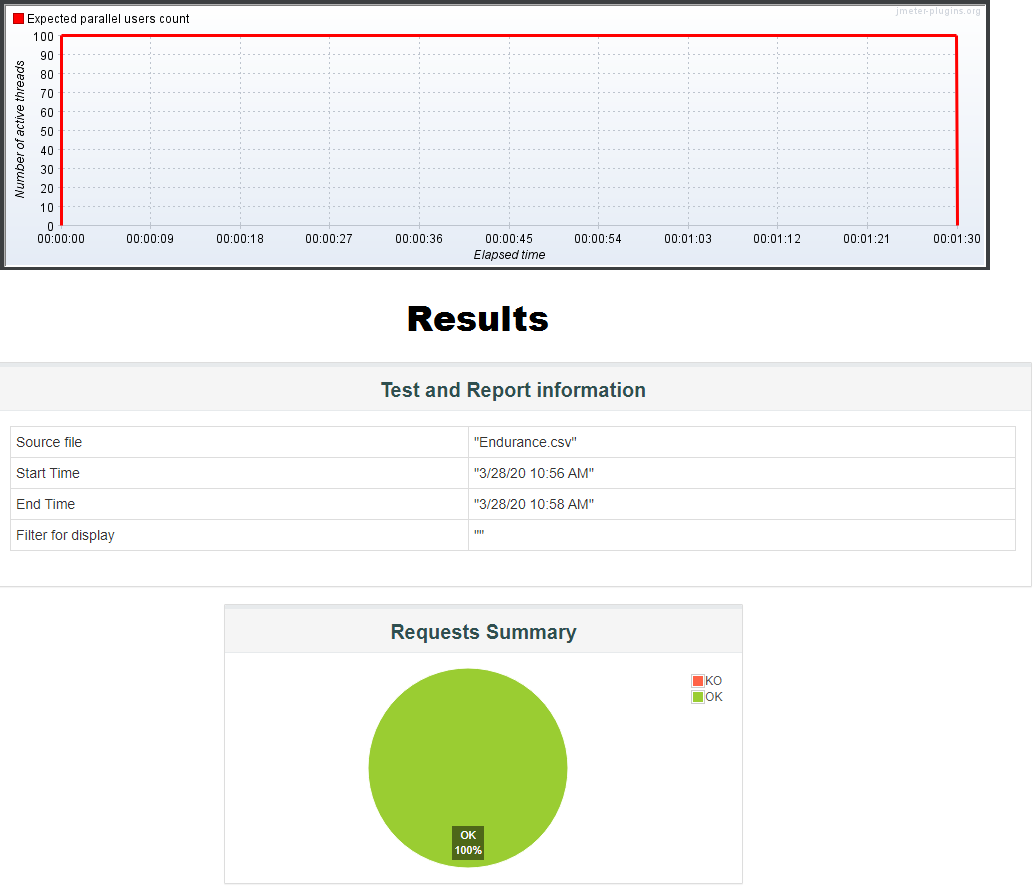 jmeter-plugins.org
Expected parallel users count
100
90
80
70
60
50
40
30
20
10
0
Number of active threads
00:00:00 00:00:09 00:00:18 00:00:27 00:00:36 00:00:45 00:00:54 00:01:03 00:01:12 00:01:21 00:01:30
Elapsed time
Results
Test and Report information
Source file "Endurance.csv"
Start Time "3/28/20 10:56 AM"
End Time "3/28/20 10:58 AM"
Filter for display ""
Requests Summary
KO
OK
OK
100%